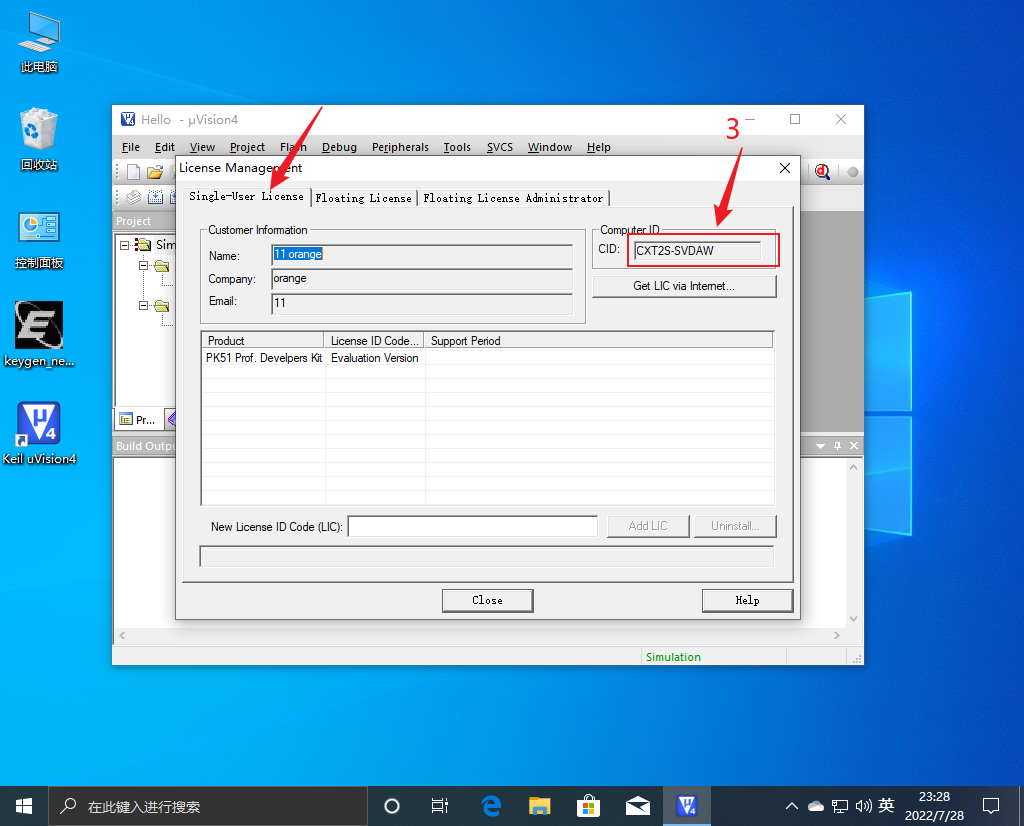 此电脑
回收站
控制面板
keygen_ne...
Keil uVision4
Hello - µVision4
3
File Edit View Project Flash Debug Peripherals Tools SVCS Window Help
License Management
Single-User License Floating License Floating License Administrator
Project
Sim
Customer Information
Name: 11 orange
Company: orange
Email: 11
Computer ID
CID: CXT2S-SVDAW
Get LIC via Internet...
Product License ID Code... Support Period
PK51 Prof. Develpers Kit Evaluation Version
Pr...
Build Outpu
New License ID Code (LIC): Add LIC Uninstall...
Close Help
Simulation
在此键入进行搜索
英
23:28
2022/7/28